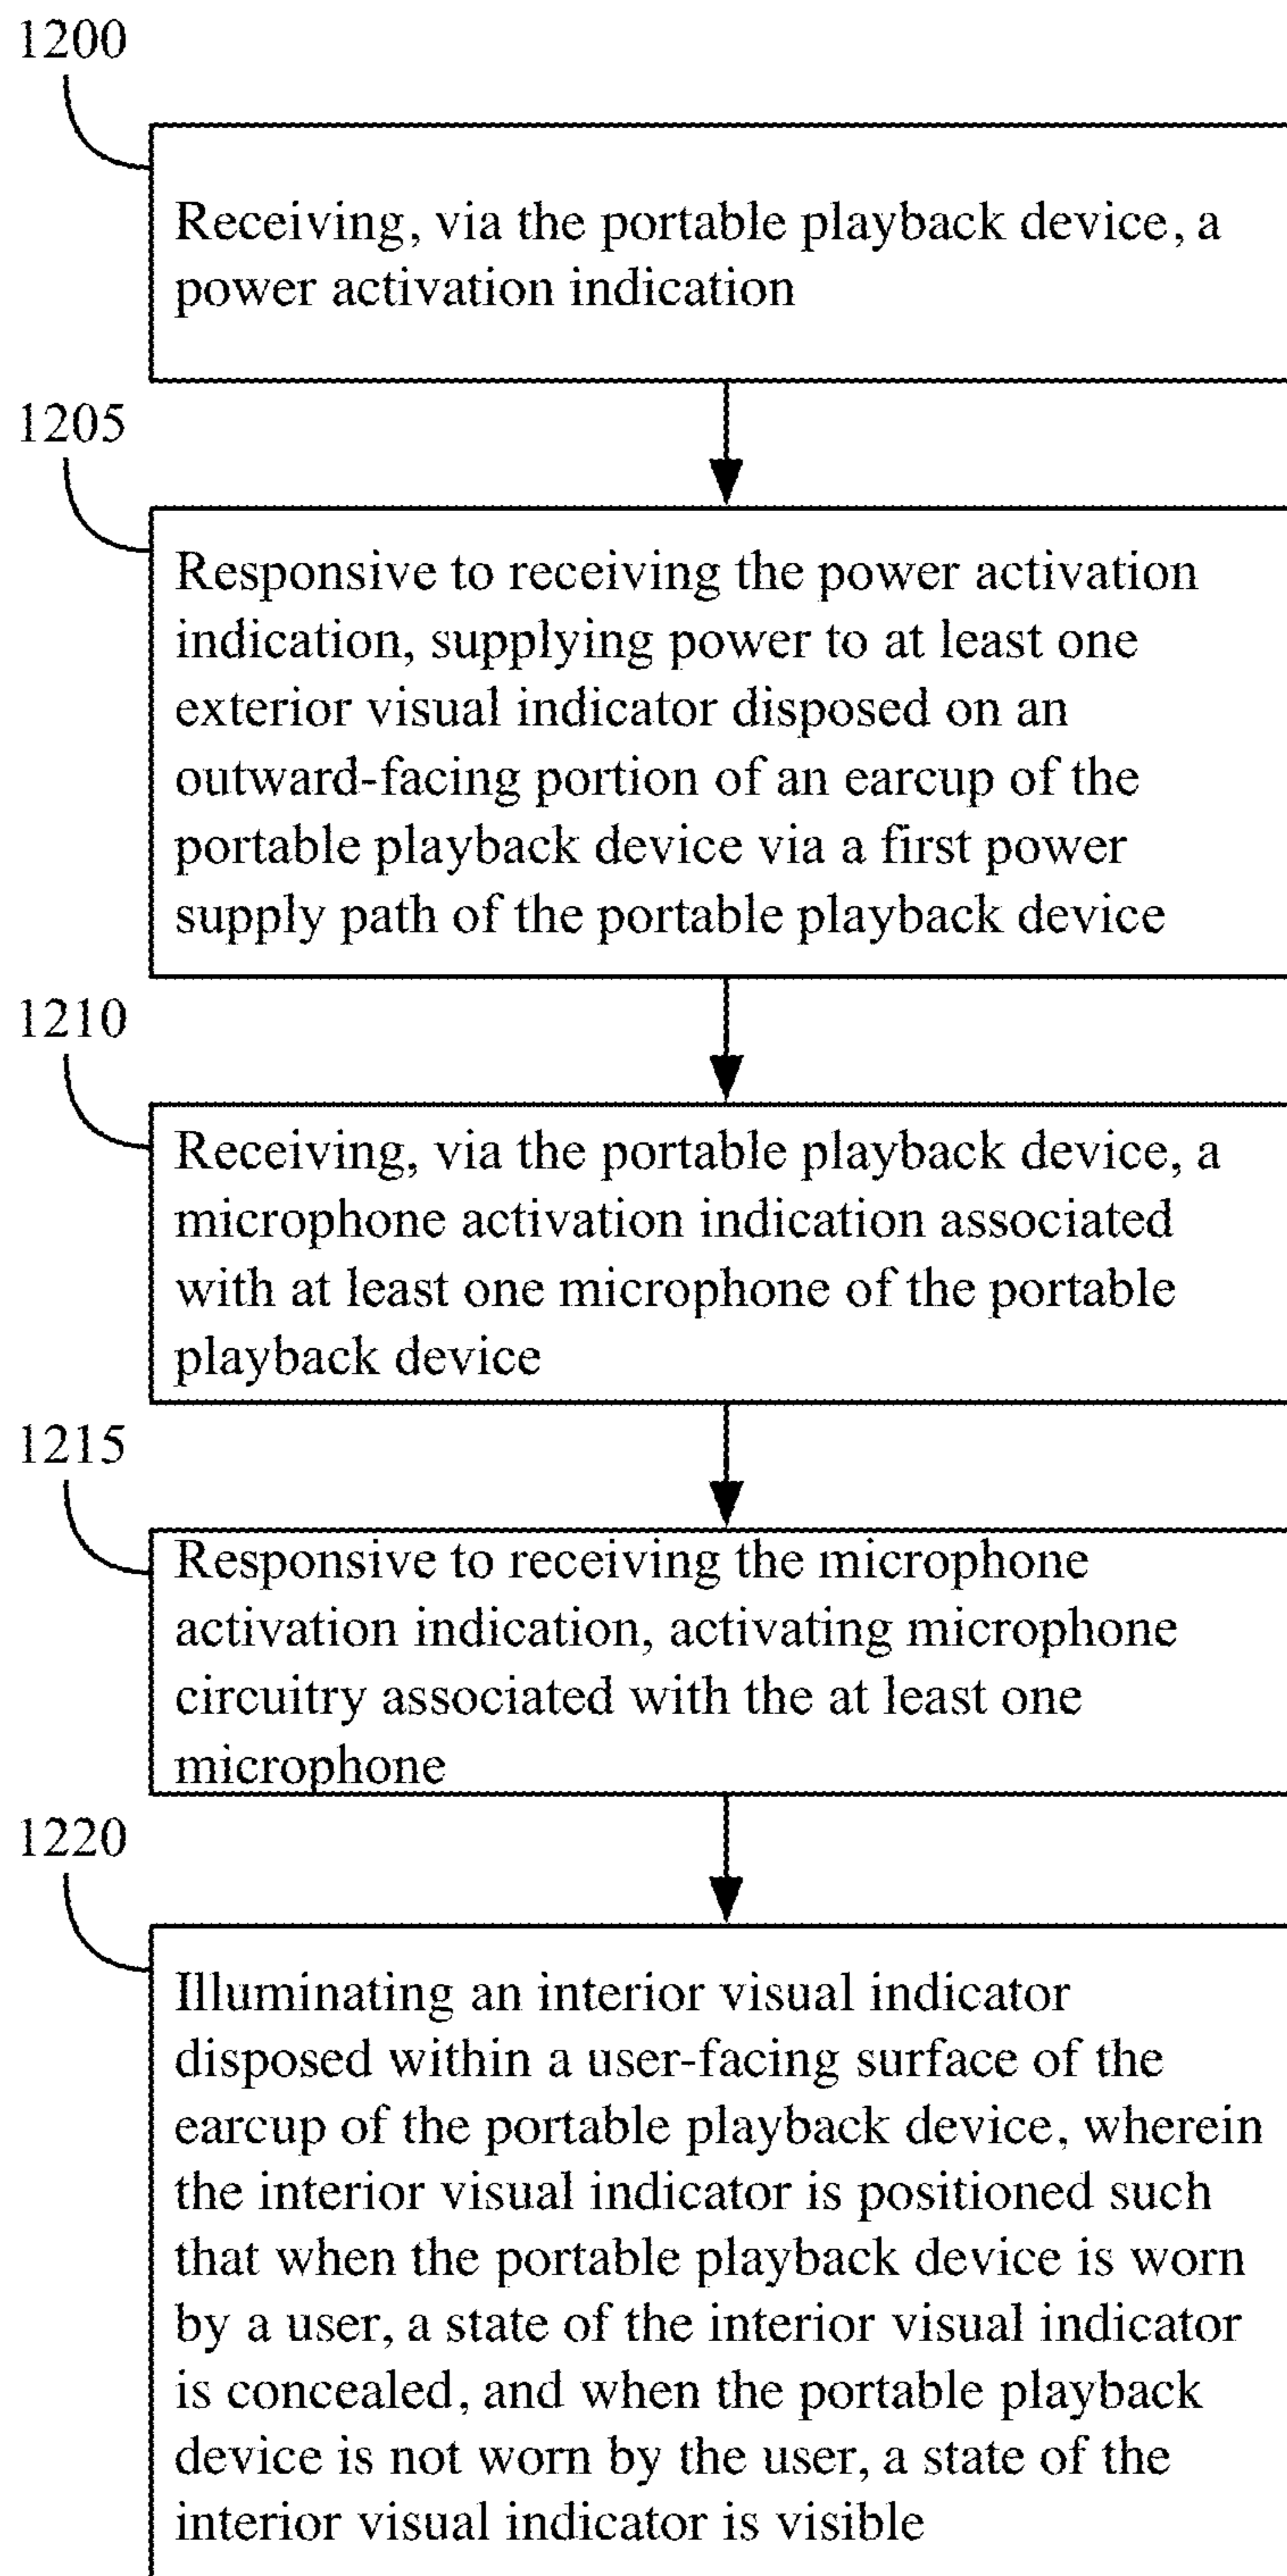 1200
Receiving, via the portable playback device, a
power activation indication
1205
Responsive to receiving the power activation
indication, supplying power to at least one
exterior visual indicator disposed on an
outward-facing portion of an earcup of the
portable playback device via a first power
supply path of the portable playback device
1210
Receiving, via the portable playback device, a
microphone activation indication associated
with at least one microphone of the portable
playback device
1215
Responsive to receiving the microphone
activation indication, activating microphone
circuitry associated with the at least one
microphone
1220
Illuminating an interior visual indicator
disposed within a user-facing surface of the
earcup of the portable playback device, wherein
the interior visual indicator is positioned such
that when the portable playback device is worn
by a user, a state of the interior visual indicator
is concealed, and when the portable playback
device is not worn by the user, a state of the
interior visual indicator is visible